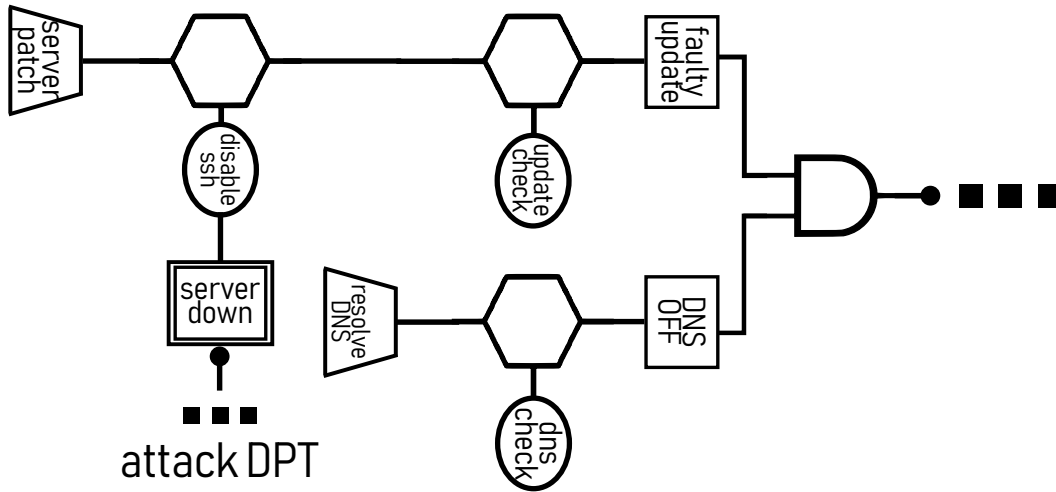 server
patch
disable
ssh
update
check
faulty
update
server
down
resolve
DNS
DNS
OFF
dns
check
attack DPT